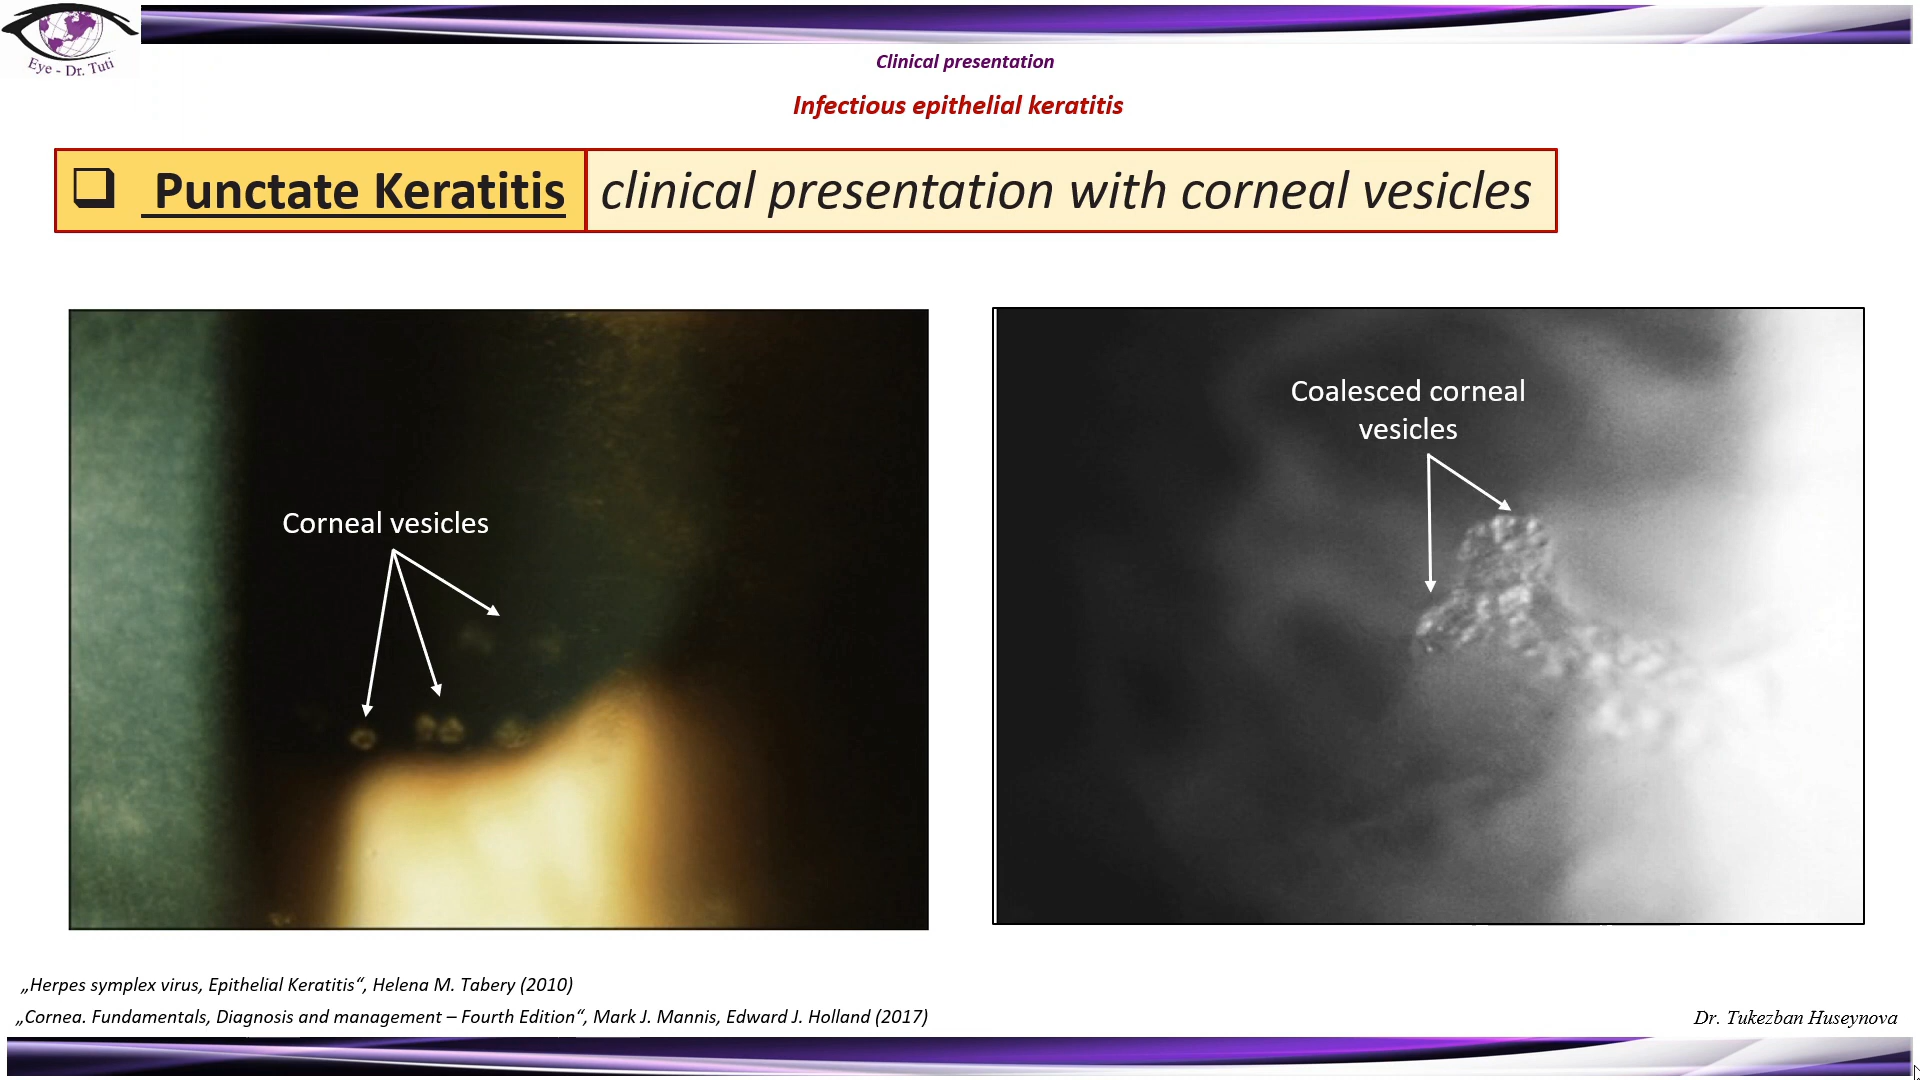 Eye - Dr. Tuti
Clinical presentation
Infectious epithelial keratitis
Punctate Keratitis clinical presentation with corneal vesicles
Corneal vesicles
Coalesced corneal
vesicles
„Herpes symplex virus, Epithelial Keratitis“, Helena M. Tabery (2010)
„Cornea. Fundamentals, Diagnosis and management – Fourth Edition“, Mark J. Mannis, Edward J. Holland (2017)
Dr. Tukezban Huseynova